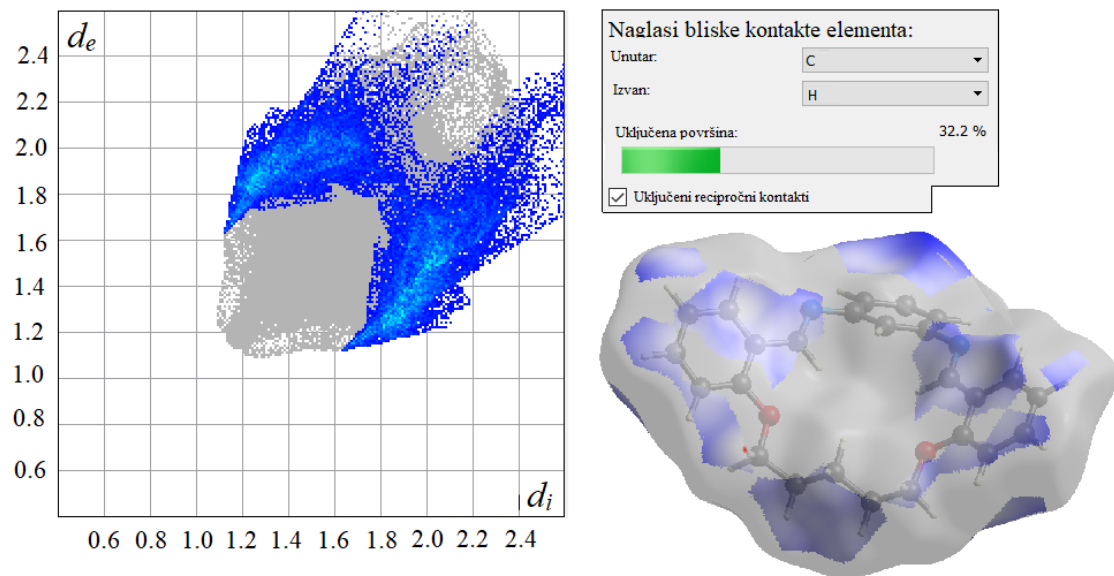 d_e
2.4
2.2
2.0
1.8
1.6
1.4
1.2
1.0
0.8
0.6
d_i
0.6 0.8 1.0 1.2 1.4 1.6 1.8 2.0 2.2 2.4
Naglasi bliske kontakte elementa:
Unutar: C
Izvan: H
Uključena površina: 32.2 %
Uključeni recipročni kontakti